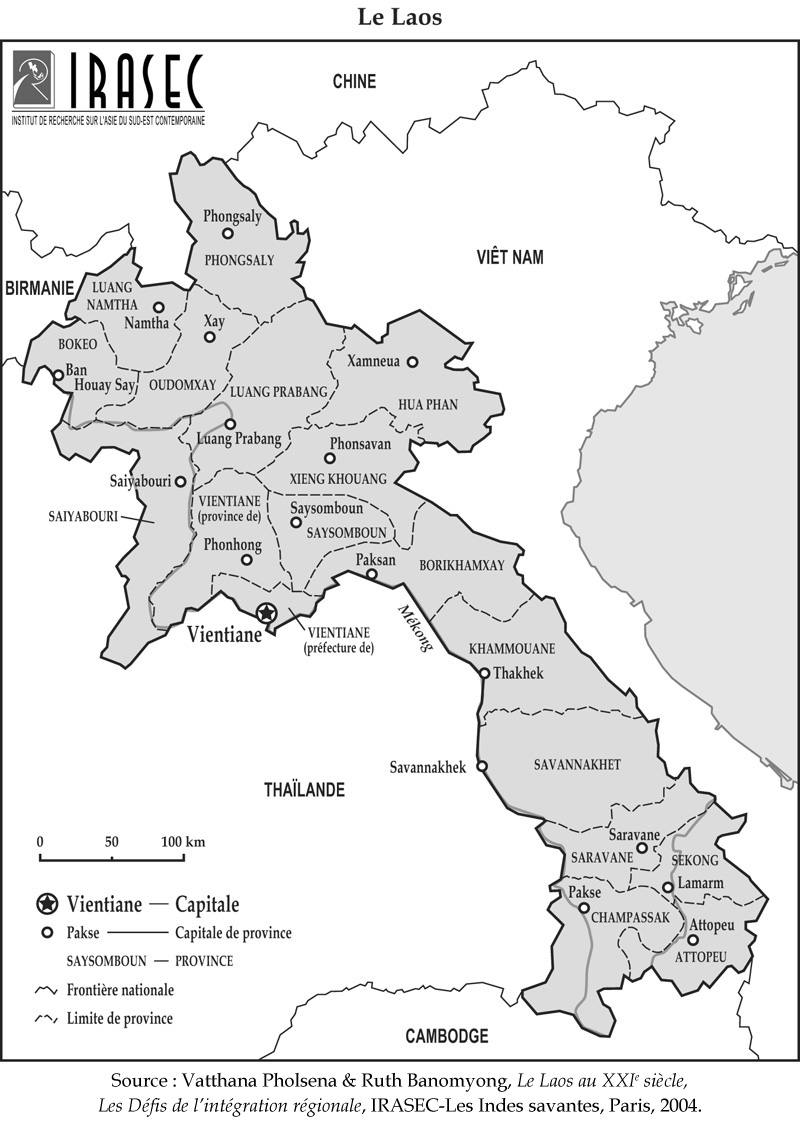 Le Laos
IRASEC
INSTITUT DE RECHERCHE SUR L'ASIE DU SUD-EST CONTEMPORAINE
CHINE
VIÊT NAM
BIRMANIE
Phongsaly
PHONGSALY
LUANG
NAMTHA
Namtha
Xay
BOKEO
Ban
Houay Say
OUDOMXAY
LUANG PRABANG
Xamneua
HUA PHAN
Luang Prabang
Phonsavan
XIENG KHOUANG
Saiyabouri
SAIYABOURI
VIENTIANE
(province de)
Saysomboun
SAYSOMBOUN
Phonhong
Paksan
BORIKHAMXAY
Vientiane
VIENTIANE
(préfecture de)
Mékong
KHAMMOUANE
Thakhek
SAVANNAKHET
Savannakhek
THAÏLANDE
Saravane
SARAVANE
SEKONG
Lamarm
Pakse
CHAMPASSAK
Attopeu
ATTOPEU
CAMBODGE
0 50 100 km
Vientiane — Capitale
Pakse — Capitale de province
SAYSOMBOUN — PROVINCE
Frontière nationale
Limite de province
Source : Vatthana Pholsena & Ruth Banomyong, Le Laos au XXIe siècle,
Les Défis de l'intégration régionale, IRASEC-Les Indes savantes, Paris, 2004.